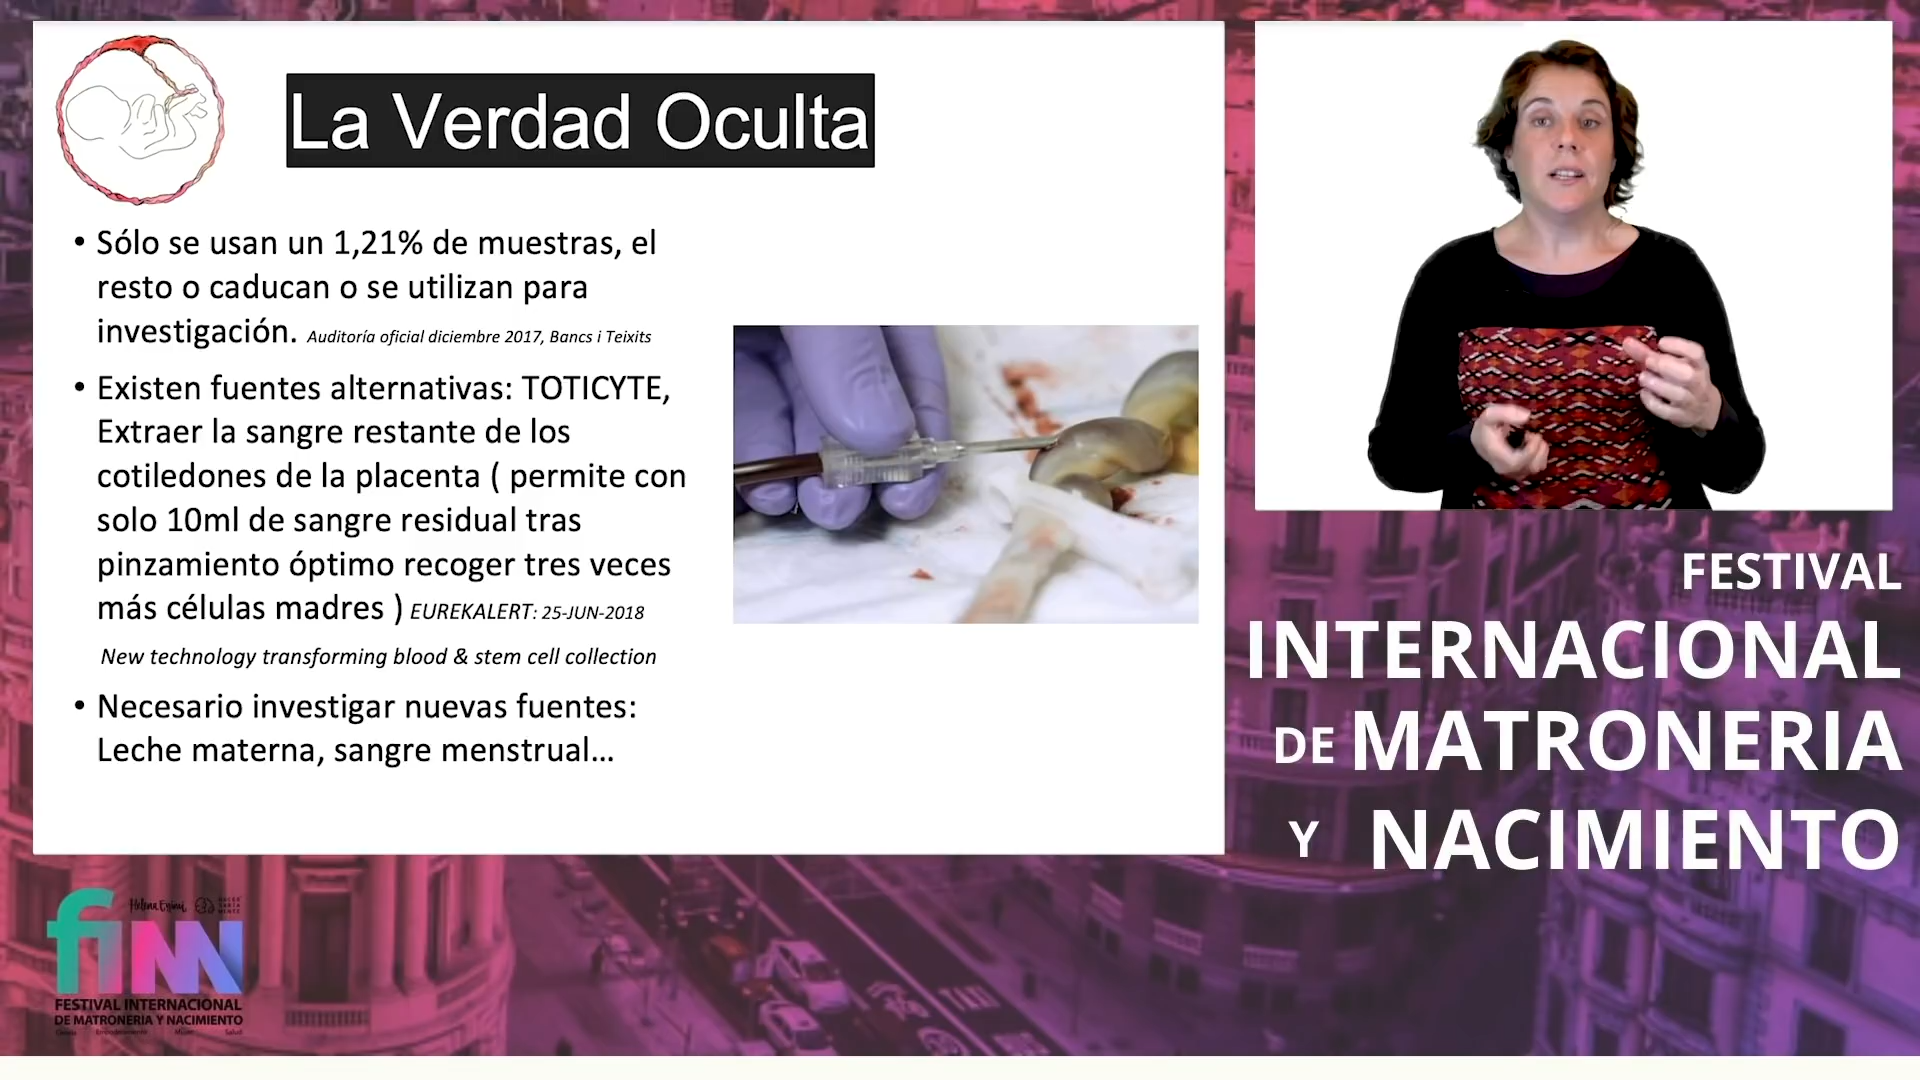 La Verdad Oculta
• Sólo se usan un 1,21% de muestras, el
resto o caducan o se utilizan para
investigación. Auditoría oficial diciembre 2017, Bancs i Teixits
• Existen fuentes alternativas: TOTICYTE,
Extraer la sangre restante de los
cotiledones de la placenta ( permite con
solo 10ml de sangre residual tras
pinzamiento óptimo recoger tres veces
más células madres ) EUREKALERT: 25-JUN-2018
New technology transforming blood & stem cell collection
• Necesario investigar nuevas fuentes:
Leche materna, sangre menstrual...
FESTIVAL
INTERNACIONAL
DE MATRONERIA
Y NACIMIENTO
TAXI
fimn
FESTIVAL INTERNACIONAL
DE MATRONERIA Y NACIMIENTO